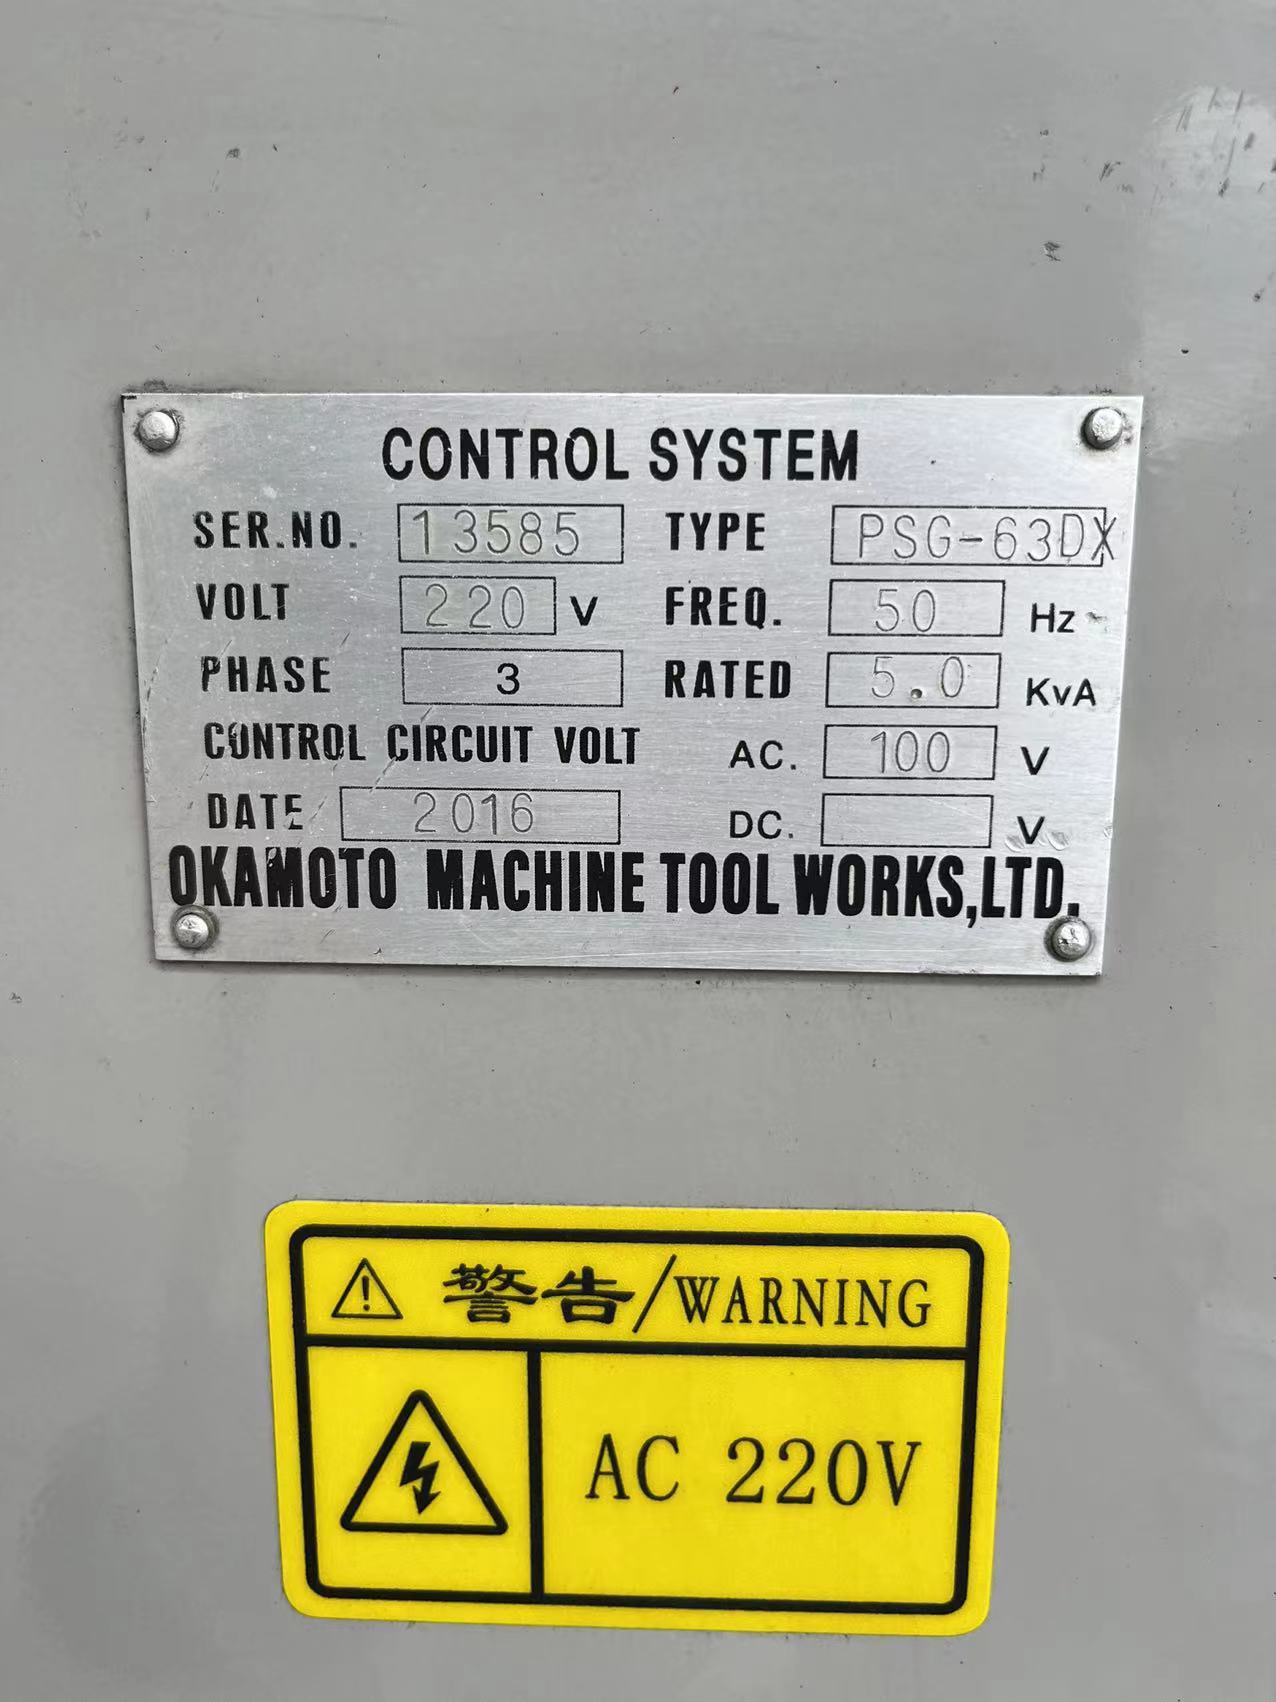 CONTROL SYSTEM
SER.NO. 13585 TYPE PSG-63DX
VOLT 220 V FREQ. 50 Hz
PHASE 3 RATED 5.0 KvA
CONTROL CIRCUIT VOLT AC. 100 V
DATE 2016 DC. V
OKAMOTO MACHINE TOOL WORKS,LTD.
警告/WARNING
AC 220V